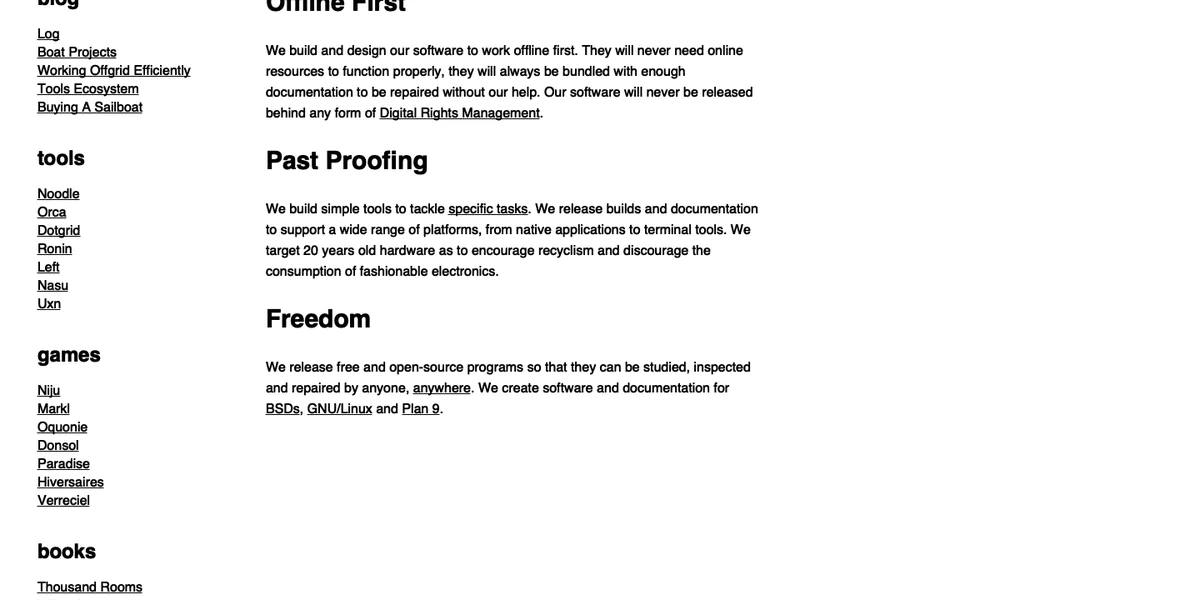 blog
Log
Boat Projects
Working Offgrid Efficiently
Tools Ecosystem
Buying A Sailboat
tools
Noodle
Orca
Dotgrid
Ronin
Left
Nasu
Uxn
games
Niju
Markl
Oquonie
Donsol
Paradise
Hiversaires
Verreciel
books
Thousand Rooms
Offline First
We build and design our software to work offline first. They will never need online
resources to function properly, they will always be bundled with enough
documentation to be repaired without our help. Our software will never be released
behind any form of Digital Rights Management.
Past Proofing
We build simple tools to tackle specific tasks. We release builds and documentation
to support a wide range of platforms, from native applications to terminal tools. We
target 20 years old hardware as to encourage recyclism and discourage the
consumption of fashionable electronics.
Freedom
We release free and open-source programs so that they can be studied, inspected
and repaired by anyone, anywhere. We create software and documentation for
BSDs, GNU/Linux and Plan 9.